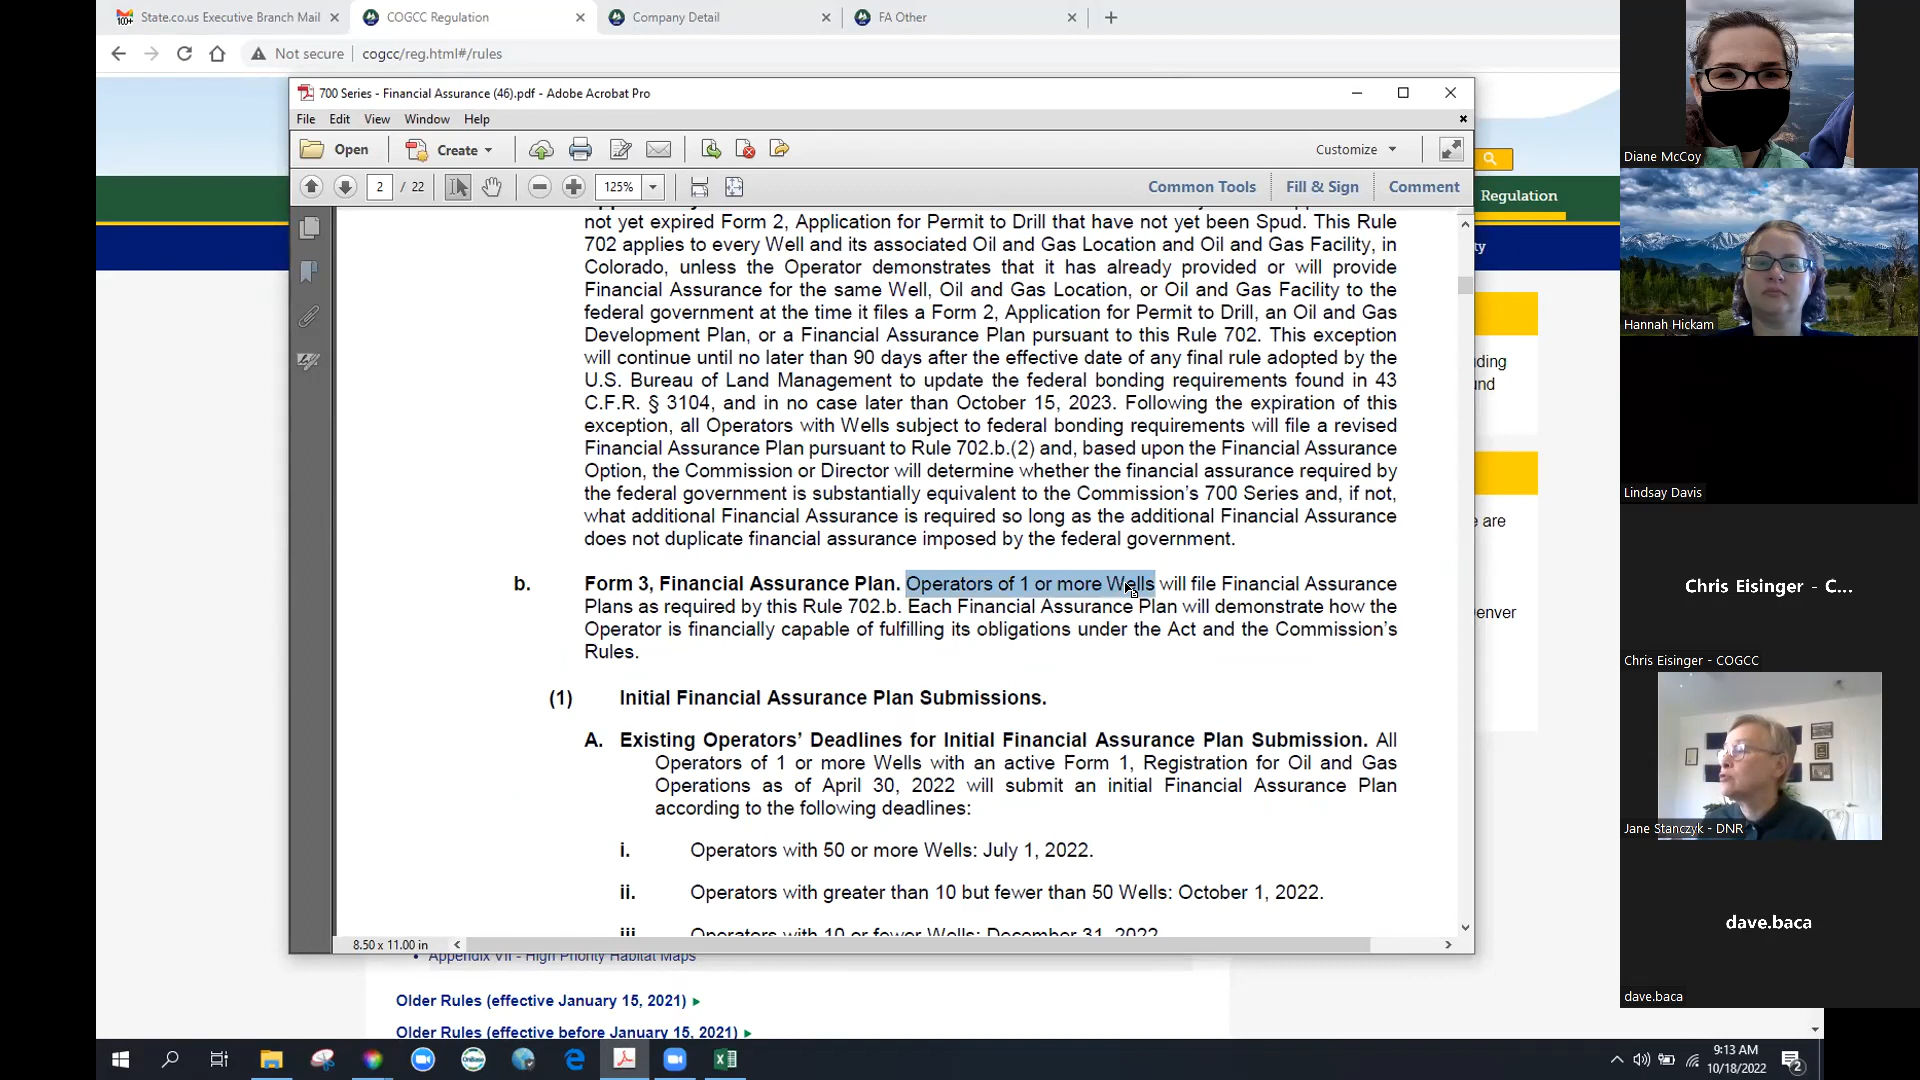 State.co.us Executive Branch Mail
COGCC Regulation
Company Detail
FA Other
Not secure
cogcc/reg.html#/rules
700 Series - Financial Assurance (46).pdf - Adobe Acrobat Pro
File Edit View Window Help
Open
Create
Customize
2 / 22
125%
Common Tools
Fill & Sign
Comment
Regulation
not yet expired Form 2, Application for Permit to Drill that have not yet been Spud. This Rule
702 applies to every Well and its associated Oil and Gas Location and Oil and Gas Facility, in
Colorado, unless the Operator demonstrates that it has already provided or will provide
Financial Assurance for the same Well, Oil and Gas Location, or Oil and Gas Facility to the
federal government at the time it files a Form 2, Application for Permit to Drill, an Oil and Gas
Development Plan, or a Financial Assurance Plan pursuant to this Rule 702. This exception
will continue until no later than 90 days after the effective date of any final rule adopted by the
U.S. Bureau of Land Management to update the federal bonding requirements found in 43
C.F.R. § 3104, and in no case later than October 15, 2023. Following the expiration of this
exception, all Operators with Wells subject to federal bonding requirements will file a revised
Financial Assurance Plan pursuant to Rule 702.b.(2) and, based upon the Financial Assurance
Option, the Commission or Director will determine whether the financial assurance required by
the federal government is substantially equivalent to the Commission's 700 Series and, if not,
what additional Financial Assurance is required so long as the additional Financial Assurance
does not duplicate financial assurance imposed by the federal government.
b. Form 3, Financial Assurance Plan. Operators of 1 or more Wells will file Financial Assurance
Plans as required by this Rule 702.b. Each Financial Assurance Plan will demonstrate how the
Operator is financially capable of fulfilling its obligations under the Act and the Commission's
Rules.
(1) Initial Financial Assurance Plan Submissions.
A. Existing Operators' Deadlines for Initial Financial Assurance Plan Submission. All
Operators of 1 or more Wells with an active Form 1, Registration for Oil and Gas
Operations as of April 30, 2022 will submit an initial Financial Assurance Plan
according to the following deadlines:
i. Operators with 50 or more Wells: July 1, 2022.
ii. Operators with greater than 10 but fewer than 50 Wells: October 1, 2022.
iii. Operators with 10 or fewer Wells: December 31, 2022.
8.50 x 11.00 in
Appendix VII - High Priority Habitat Maps
Older Rules (effective January 15, 2021)
Older Rules (effective before January 15, 2021)
Diane McCoy
Hannah Hickam
Lindsay Davis
Chris Eisinger - C...
Chris Eisinger - COGCC
Jane Stanczyk - DNR
dave.baca
dave.baca
9:13 AM
10/18/2022
2